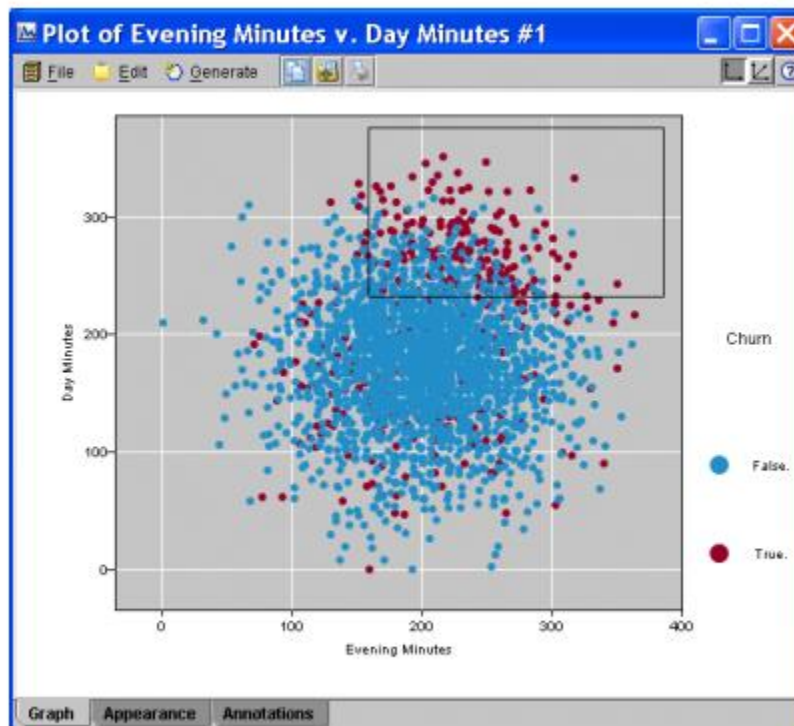 Plot of Evening Minutes v. Day Minutes #1
File Edit Generate
300
200
100
0
Day Minutes
0 100 200 300 400
Evening Minutes
Churn
False.
True.
Graph Appearance Annotations